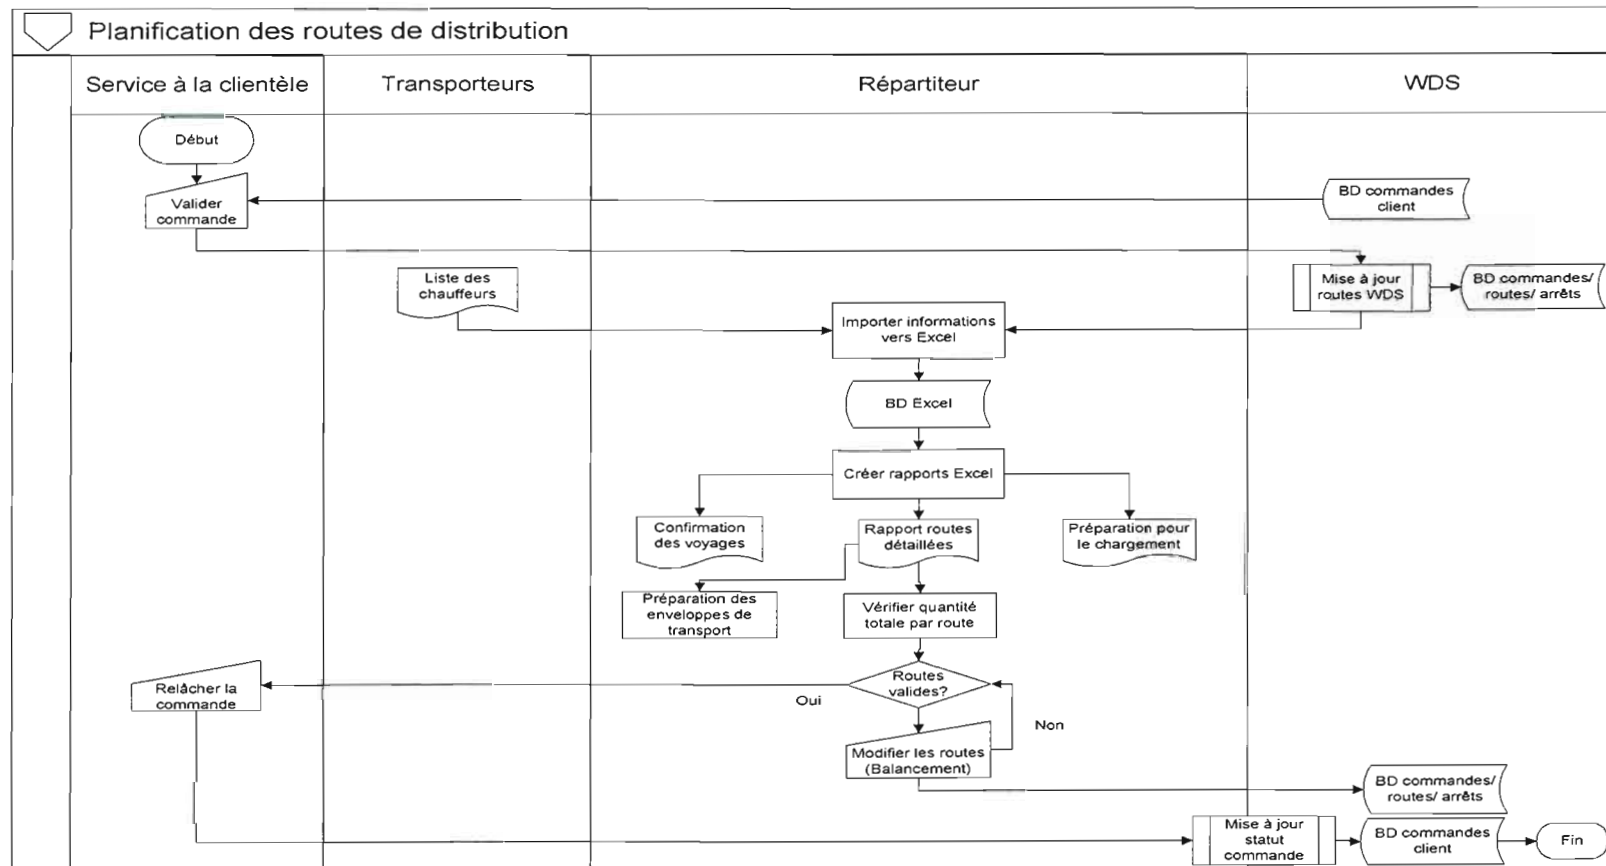 Planification des routes de distribution
Service à la clientèle
Transporteurs
Répartiteur
WDS
Début
Valider
commande
BD commandes
client
Liste des
chauffeurs
Mise à jour
routes WDS
BD commandes/
routes/ arrêts
Importer informations
vers Excel
BD Excel
Créer rapports Excel
Confirmation
des voyages
Rapport routes
détaillées
Préparation pour
le chargement
Préparation des
enveloppes de
transport
Vérifier quantité
totale par route
Routes
valides?
Oui
Non
Relâcher la
commande
Modifier les routes
(Balancement)
BD commandes/
routes/ arrêts
Mise à jour
statut
commande
BD commandes
client
Fin